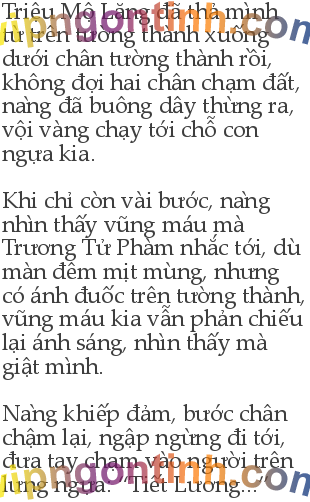 Triệu Mộ Lăng đã thả mình
từ trên tường thành xuống
dưới chân tường thành rồi,
không đợi hai chân chạm đất,
nàng đã buông dây thừng ra,
vội vàng chạy tới chỗ con
ngựa kia.
Khi chỉ còn vài bước, nàng
nhìn thấy vũng máu mà
Trương Tử Phàm nhắc tới, dù
màn đêm mịt mùng, nhưng
có ánh đuốc trên tường thành,
vũng máu kia vẫn phản chiếu
lại ánh sáng, nhìn thấy mà
giật mình.
Nàng khiếp đảm, bước chân
chậm lại, ngập ngừng đi tới,
đưa tay chạm vào người trên
lưng ngựa. “Tiết Lương...”
vipngontinh.com
vipngontinh.com